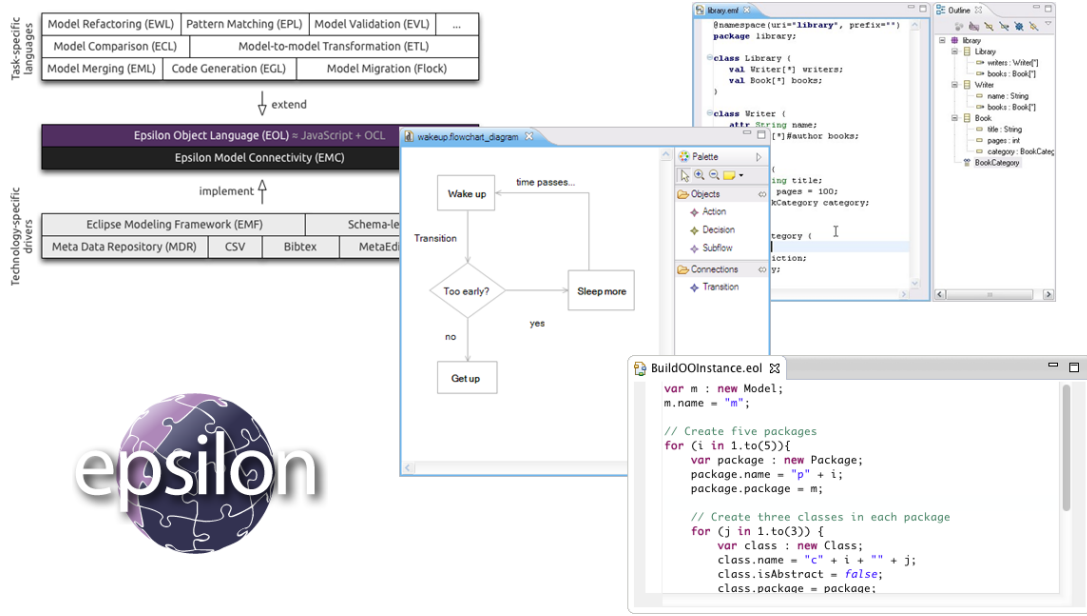 Task-specific
languages
Model Refactoring (EWL)
Pattern Matching (EPL)
Model Validation (EVL)
...
Model Comparison (ECL)
Model-to-model Transformation (ETL)
Model Merging (EML)
Code Generation (EGL)
Model Migration (Flock)
extend
Epsilon Object Language (EOL) = JavaScript + OCL
Epsilon Model Connectivity (EMC)
implement
Technology-specific
drivers
Eclipse Modeling Framework (EMF)
Schema-le
Meta Data Repository (MDR)
CSV
Bibtex
MetaEdi
epsilon
wakeup.flowchart_diagram
Wake up
time passes...
Transition
Too early?
Sleep more
yes
no
Get up
Palette
Objects
Action
Decision
Subflow
Connections
Transition
library.emf
@namespace(uri="library", prefix="")
package library;
class Library {
val Writer[*] writers;
val Book[*] books;
}
class Writer {
attr String name;
[*]#author books;
{
ing title;
pages = 100;
okCategory category;
tegory {
iction;
y;
Outline
library
Library
writers : Writer[*]
books : Book[*]
Writer
name : String
books : Book[*]
Book
title : String
pages : int
category : BookCateg
BookCategory
BuildOOInstance.eol
var m : new Model;
m.name = "m";
// Create five packages
for (i in 1.to(5)){
var package : new Package;
package.name = "p" + i;
package.package = m;
// Create three classes in each package
for (j in 1.to(3)) {
var class : new Class;
class.name = "c" + i + "" + j;
class.isAbstract = false;
class.package = package;